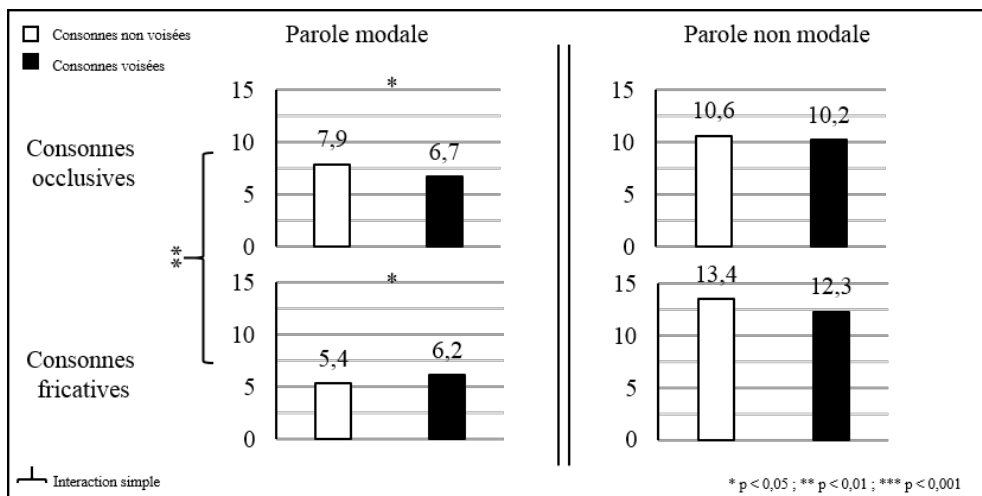 Consonnes non voisées
Consonnes voisées
Parole modale
Parole non modale
Consonnes
occlusives
15
10
5
0
*
7,9
6,7
15
10
5
0
10,6
10,2
**
Consonnes
fricatives
15
10
5
0
*
5,4
6,2
15
10
5
0
13,4
12,3
Interaction simple
* p < 0,05 ; ** p < 0,01 ; *** p < 0,001